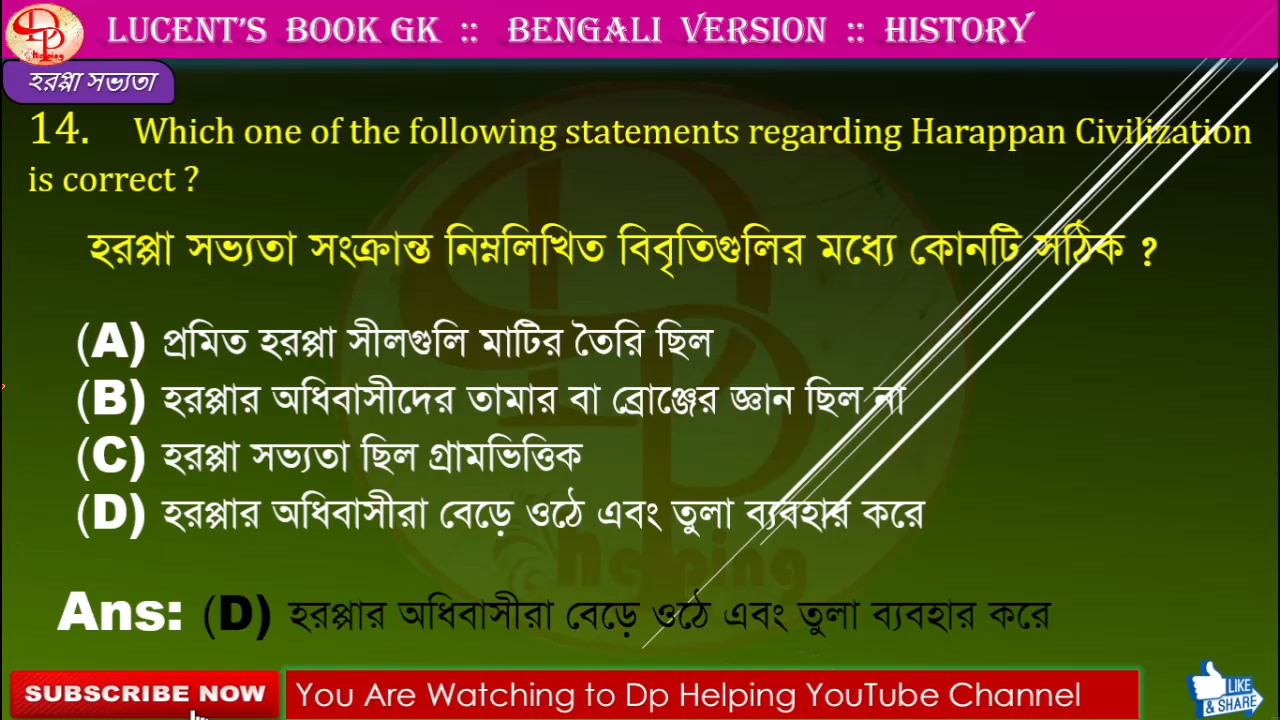 LUCENT'S BOOK GK :: BENGALI VERSION :: HISTORY
হরপ্পা সভ্যতা
14. Which one of the following statements regarding Harappan Civilization
is correct ?
হরপ্পা সভ্যতা সংক্রান্ত নিম্নলিখিত বিবৃতিগুলির মধ্যে কোনটি সঠিক ?
(A) প্রমিত হরপ্পা সীলগুলি মাটির তৈরি ছিল
(B) হরপ্পার অধিবাসীদের তামার বা ব্রোঞ্জের জ্ঞান ছিল না
(C) হরপ্পা সভ্যতা ছিল গ্রামভিত্তিক
(D) হরপ্পার অধিবাসীরা বেড়ে ওঠে এবং তুলা ব্যবহার করে
helping
Ans: (D) হরপ্পার অধিবাসীরা বেড়ে ওঠে এবং তুলা ব্যবহার করে
SUBSCRIBE NOW You Are Watching to Dp Helping YouTube Channel
LIKE
& SHARE